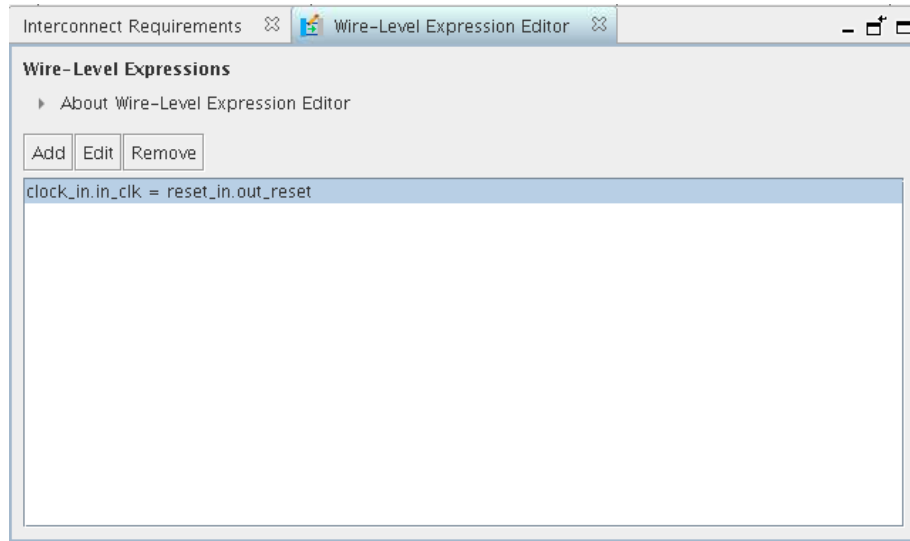 Interconnect Requirements Wire-Level Expression Editor
Wire-Level Expressions
About Wire-Level Expression Editor
Add Edit Remove
clock_in.in_clk = reset_in.out_reset